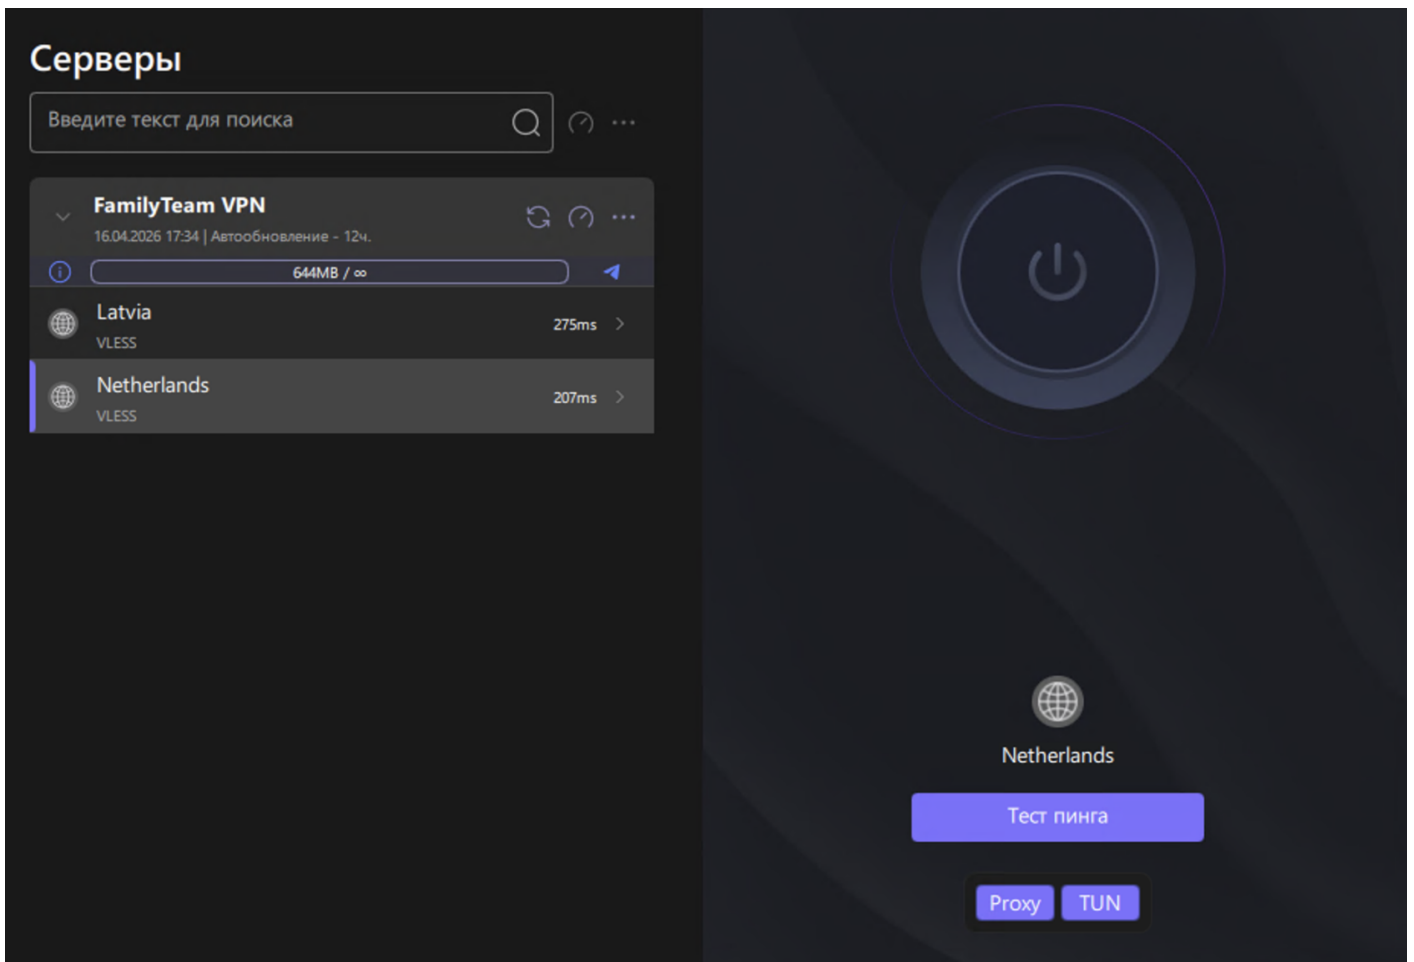 Серверы
Введите текст для поиска
FamilyTeam VPN
16.04.2026 17:34 | Автообновление - 12ч.
644MB / ∞
Latvia
VLESS
275ms
Netherlands
VLESS
207ms
Netherlands
Тест пинга
Proxy
TUN